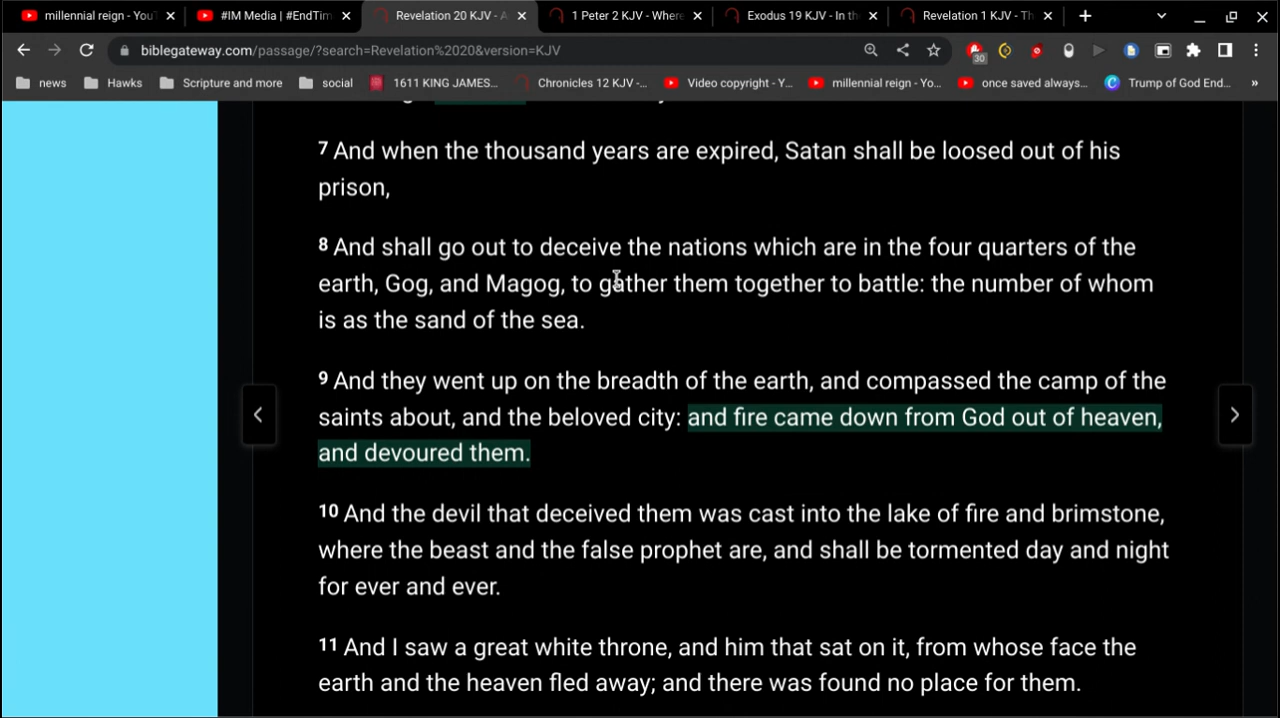 millennial reign - You
#IM Media | #EndTim
Revelation 20 KJV - A
1 Peter 2 KJV - Where
Exodus 19 KJV - In th
Revelation 1 KJV - Th
biblegateway.com/passage/?search=Revelation%2020&version=KJV
30
news
Hawks
Scripture and more
social
1611 KING JAMES...
Chronicles 12 KJV -...
Video copyright - Y...
millennial reign - Yo...
once saved always...
Trump of God End...
»
7 And when the thousand years are expired, Satan shall be loosed out of his
prison,
8 And shall go out to deceive the nations which are in the four quarters of the
earth, Gog, and Magog, to gather them together to battle: the number of whom
is as the sand of the sea.
9 And they went up on the breadth of the earth, and compassed the camp of the
saints about, and the beloved city: and fire came down from God out of heaven,
and devoured them.
10 And the devil that deceived them was cast into the lake of fire and brimstone,
where the beast and the false prophet are, and shall be tormented day and night
for ever and ever.
11 And I saw a great white throne, and him that sat on it, from whose face the
earth and the heaven fled away; and there was found no place for them.